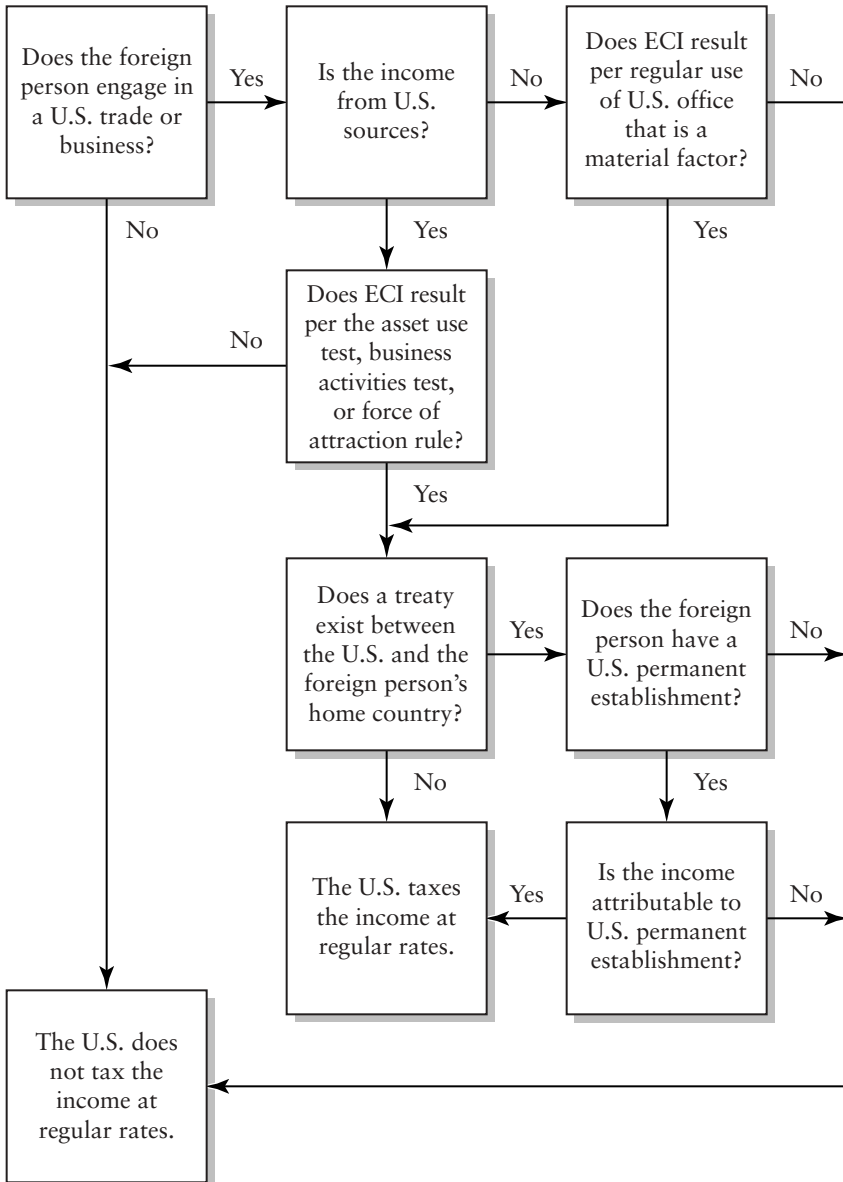 Does the foreign
person engage in
a U.S. trade or
business?
Yes
Is the income
from U.S.
sources?
No
Does ECI result
per regular use
of U.S. office
that is a
material factor?
No
No
Yes
Yes
Does ECI result
per the asset use
test, business
activities test,
or force of
attraction rule?
No
Yes
Does a treaty
exist between
the U.S. and the
foreign person’s
home country?
Yes
Does the foreign
person have a
U.S. permanent
establishment?
No
No
Yes
The U.S. taxes
the income at
regular rates.
Yes
Is the income
attributable to
U.S. permanent
establishment?
No
The U.S. does
not tax the
income at
regular rates.